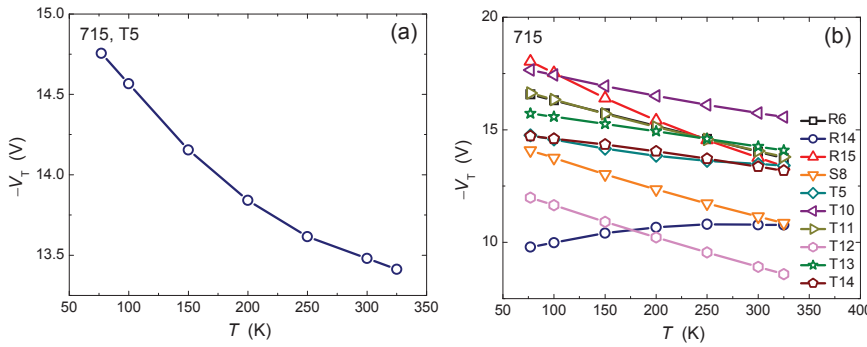 715, T5
(a)
15.0
14.5
14.0
13.5
−V_T (V)
50 100 150 200 250 300 350
T (K)
715
(b)
20
15
10
−V_T (V)
50 100 150 200 250 300 350 400
T (K)
R6
R14
R15
S8
T5
T10
T11
T12
T13
T14